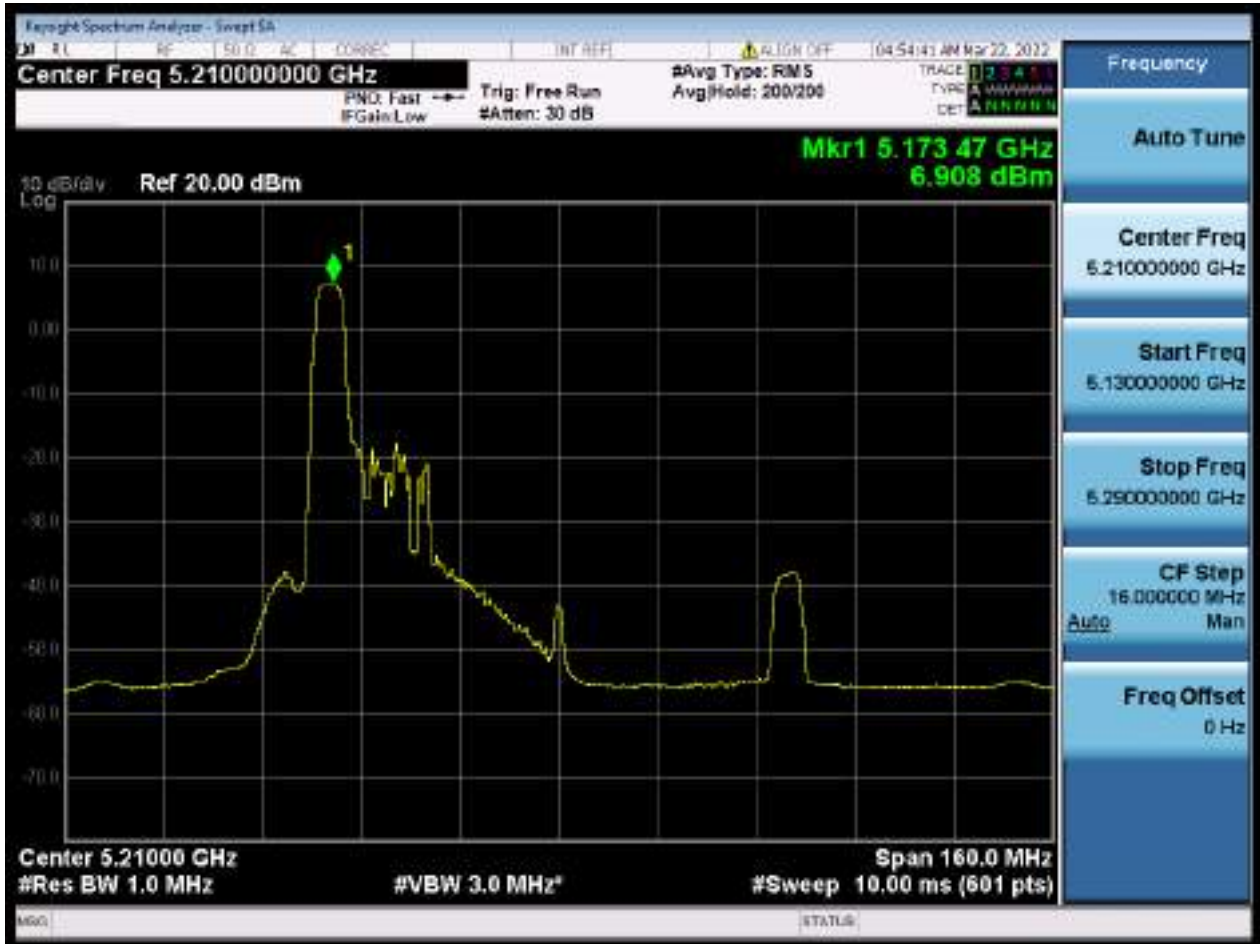 Keysight Spectrum Analyzer - Swept SA
RL RF 50 Ω AC CORREC INT REF ALIGN OFF 04:54:41 AM Mar 22, 2022
Center Freq 5.210000000 GHz
PNO: Fast
IFGain:Low
Trig: Free Run
#Atten: 30 dB
#Avg Type: RMS
Avg|Hold: 200/200
TRACE 1 2 3 4 5 6
TYPE A WWWWW
DET A N N N N N
Mkr1 5.173 47 GHz
6.908 dBm
10 dB/div Ref 20.00 dBm
Log
1
10.0
0.00
-10.0
-20.0
-30.0
-40.0
-50.0
-60.0
-70.0
Center 5.21000 GHz
Span 160.0 MHz
#Res BW 1.0 MHz
#VBW 3.0 MHz*
#Sweep 10.00 ms (601 pts)
MSG
STATUS
Frequency
Auto Tune
Center Freq
5.210000000 GHz
Start Freq
5.130000000 GHz
Stop Freq
5.290000000 GHz
CF Step
16.000000 MHz
Auto Man
Freq Offset
0 Hz